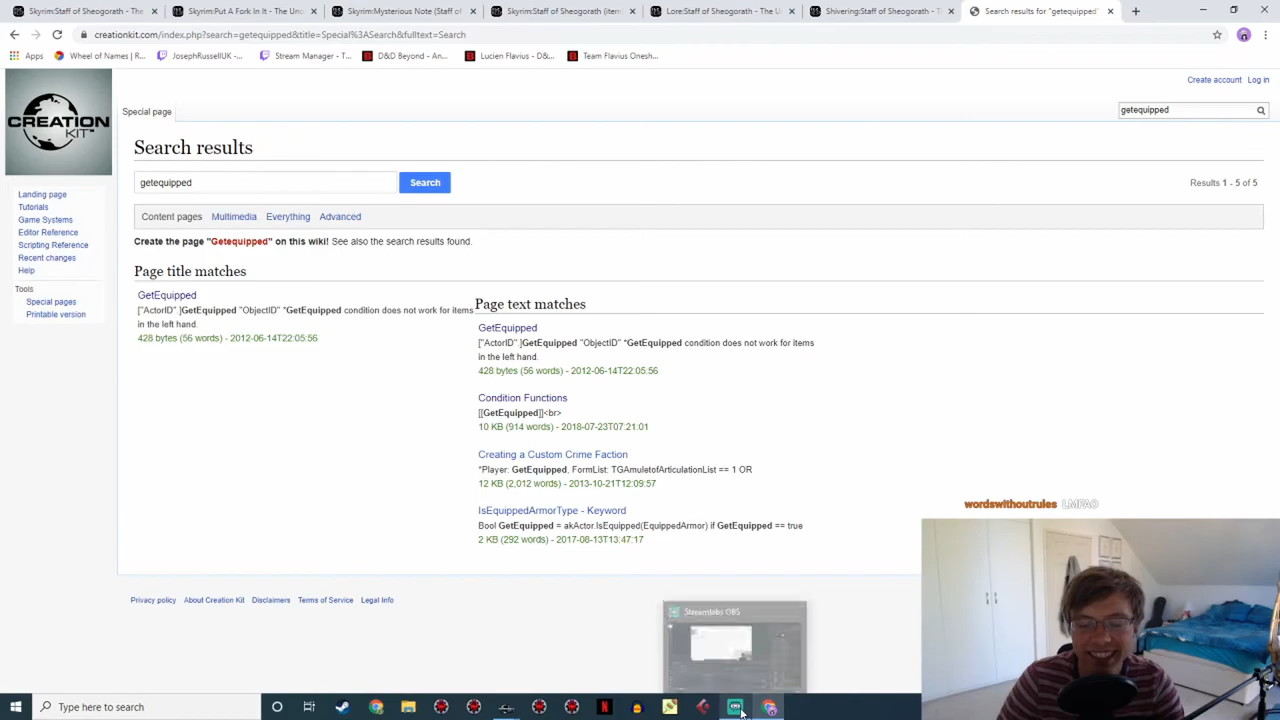 Skyrim:Staff of Sheogorath - The
Skyrim:Put A Fork In It - The Unc
Skyrim:Mysterious Note (Staff of
Skyrim:Staff of Sheogorath (item
Lore:Staff of Sheogorath - The U
Shivering:Staff of Sheogorath - T
Search results for "getequipped"
creationkit.com/index.php?search=getequipped&title=Special%3ASearch&fulltext=Search
Apps
Wheel of Names | R...
JosephRussellUK -...
Stream Manager - T...
D&D Beyond - An...
Lucien Flavius - D&...
Team Flavius Onesh...
CREATION
KIT
Create account
Log in
Special page
getequipped
Search results
getequipped
Search
Results 1 - 5 of 5
Content pages
Multimedia
Everything
Advanced
Create the page "Getequipped" on this wiki! See also the search results found.
Page title matches
GetEquipped
["ActorID".]GetEquipped "ObjectID" *GetEquipped condition does not work for items
in the left hand.
428 bytes (56 words) - 2012-06-14T22:05:56
Page text matches
GetEquipped
["ActorID".]GetEquipped "ObjectID" *GetEquipped condition does not work for items
in the left hand.
428 bytes (56 words) - 2012-06-14T22:05:56
Condition Functions
[[GetEquipped]]<br>
10 KB (914 words) - 2018-07-23T07:21:01
Creating a Custom Crime Faction
*Player: GetEquipped, FormList: TGAmuletofArticulationList == 1 OR
12 KB (2,012 words) - 2013-10-21T12:09:57
IsEquippedArmorType - Keyword
Bool GetEquipped = akActor.IsEquipped(EquippedArmor) if GetEquipped == true
2 KB (292 words) - 2017-06-13T13:47:17
Landing page
Tutorials
Game Systems
Editor Reference
Scripting Reference
Recent changes
Help
Tools
Special pages
Printable version
wordswithoutrules LMFAO
Privacy policy
About Creation Kit
Disclaimers
Terms of Service
Legal Info
Streamlabs OBS
Type here to search